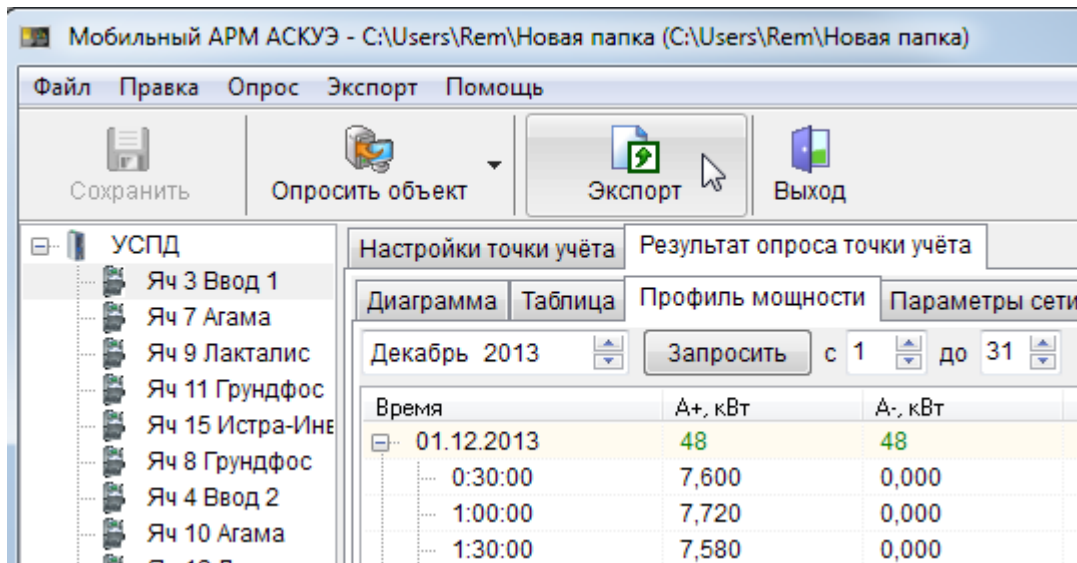 Мобильный АРМ АСКУЭ - C:\Users\Rem\Новая папка (C:\Users\Rem\Новая папка)
Файл Правка Опрос Экспорт Помощь
Сохранить Опросить объект Экспорт Выход
УСПД
Яч 3 Ввод 1
Яч 7 Агама
Яч 9 Лакталис
Яч 11 Грундфос
Яч 15 Истра-Инв
Яч 8 Грундфос
Яч 4 Ввод 2
Яч 10 Агама
Настройки точки учёта Результат опроса точки учёта
Диаграмма Таблица Профиль мощности Параметры сети
Декабрь 2013 Запросить с 1 до 31
Время А+, кВт А-, кВт
01.12.2013 48 48
0:30:00 7,600 0,000
1:00:00 7,720 0,000
1:30:00 7,580 0,000